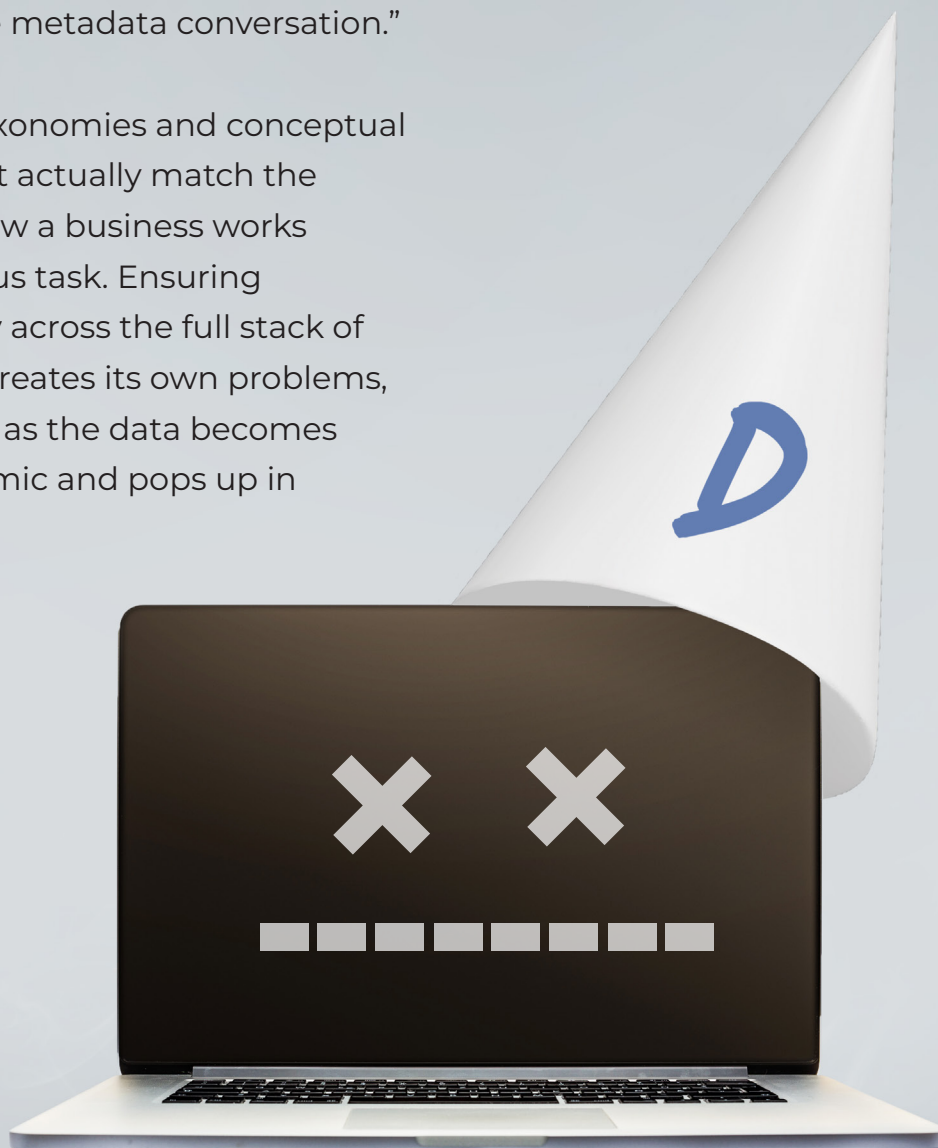 metadata conversation.”
xonomies and conceptual
t actually match the
w a business works
us task. Ensuring
across the full stack of
reates its own problems,
as the data becomes
mic and pops up in
D